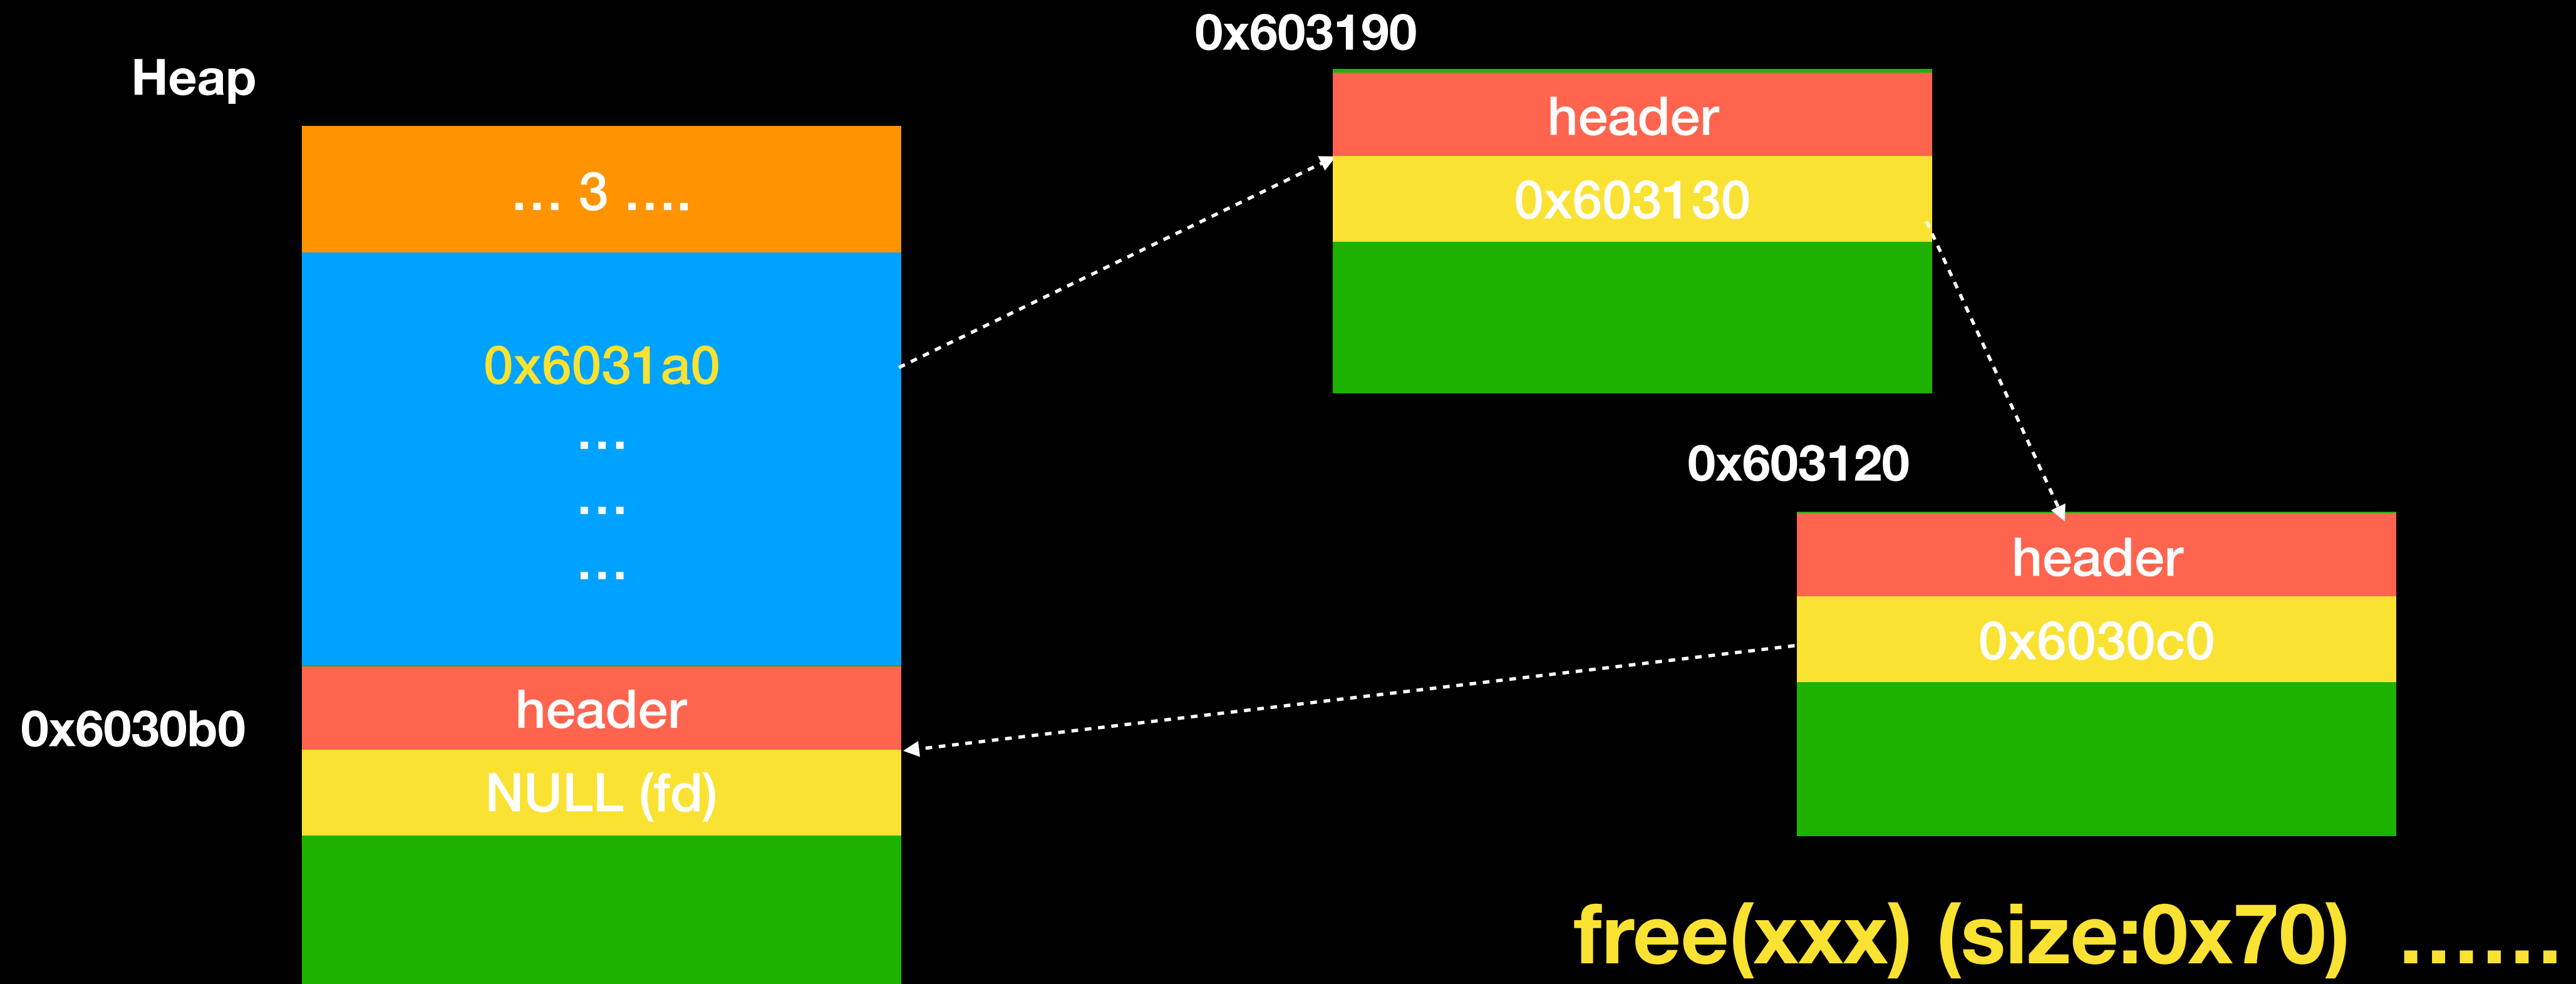 Heap
... 3 ....
0x6031a0
...
...
...
0x6030b0
header
NULL (fd)
0x603190
header
0x603130
0x603120
header
0x6030c0
free(xxx) (size:0x70) ......